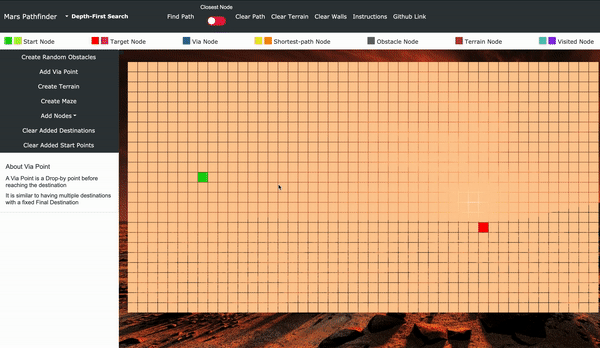 Mars Pathfinder
Depth-First Search
Find Path
Closest Node
Clear Path
Clear Terrain
Clear Walls
Instructions
Github Link
Start Node
Target Node
Via Node
Shortest-path Node
Obstacle Node
Terrain Node
Visited Node
Create Random Obstacles
Add Via Point
Create Terrain
Create Maze
Add Nodes
Clear Added Destinations
Clear Added Start Points
About Via Point
A Via Point is a Drop-by point before
reaching the destination
It is similar to having multiple destinations
with a fixed Final Destination